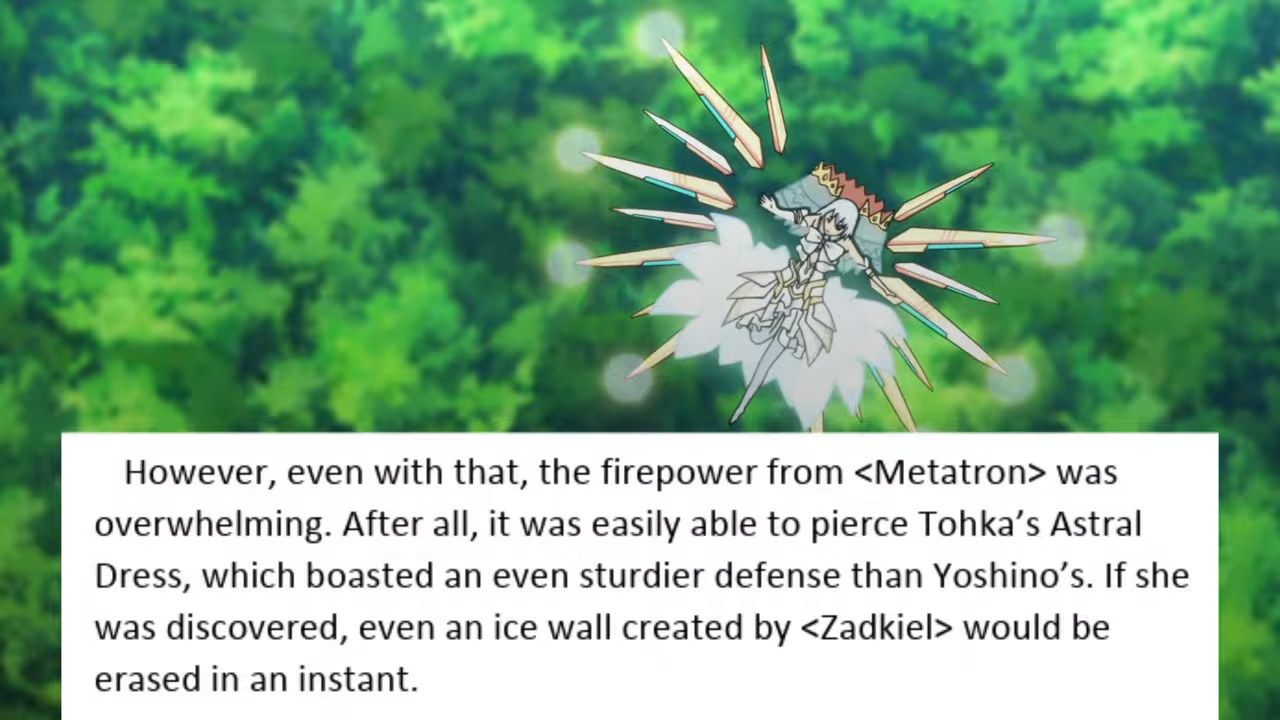 However, even with that, the firepower from <Metatron> was
overwhelming. After all, it was easily able to pierce Tohka’s Astral
Dress, which boasted an even sturdier defense than Yoshino’s. If she
was discovered, even an ice wall created by <Zadkiel> would be
erased in an instant.